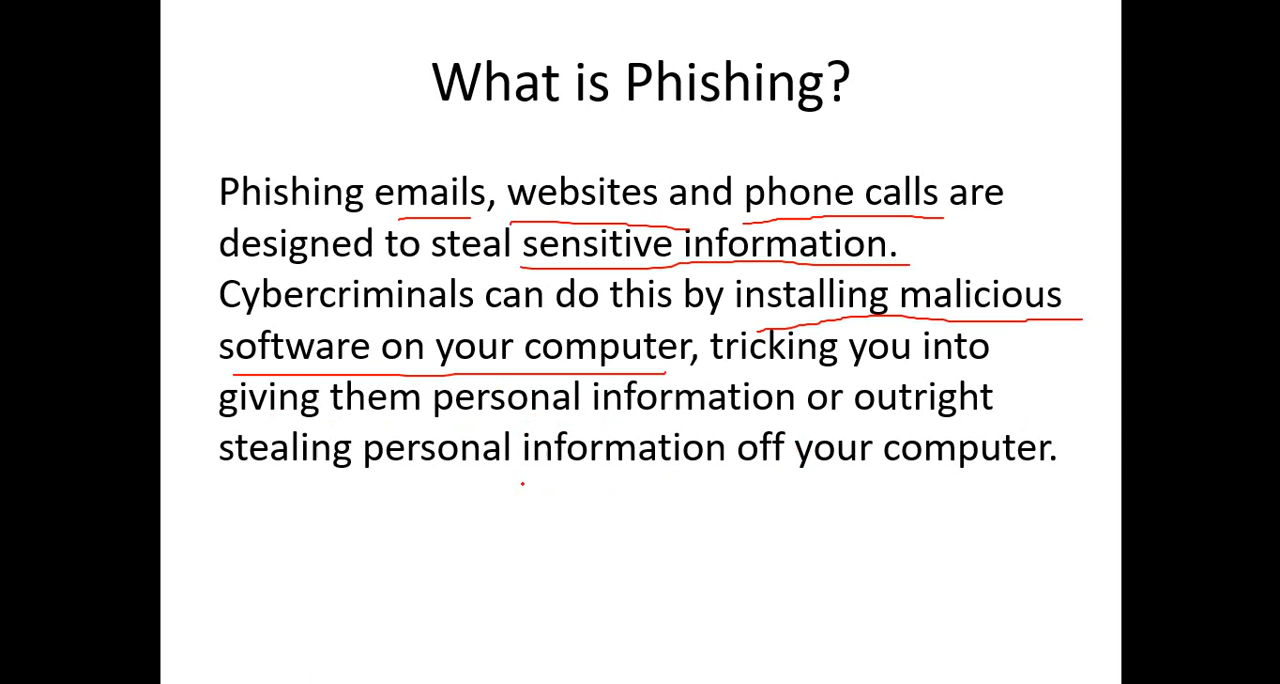 What is Phishing?
Phishing emails, websites and phone calls are
designed to steal sensitive information.
Cybercriminals can do this by installing malicious
software on your computer, tricking you into
giving them personal information or outright
stealing personal information off your computer.